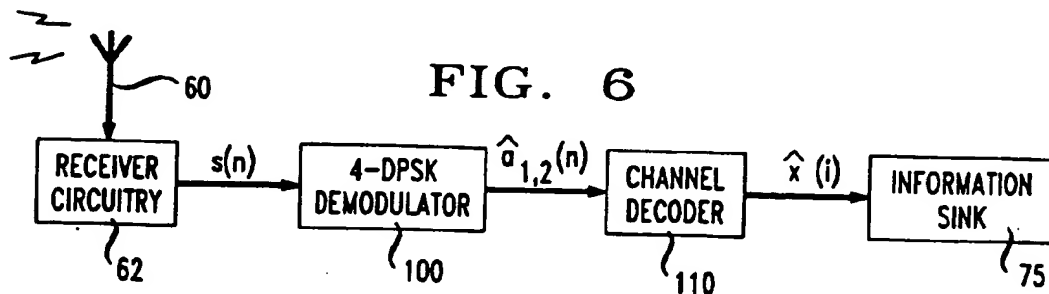 FIG. 6
60
RECEIVER
CIRCUITRY
s(n)
4-DPSK
DEMODULATOR
â₁,₂(n)
CHANNEL
DECODER
x̂(i)
INFORMATION
SINK
62
100
110
75